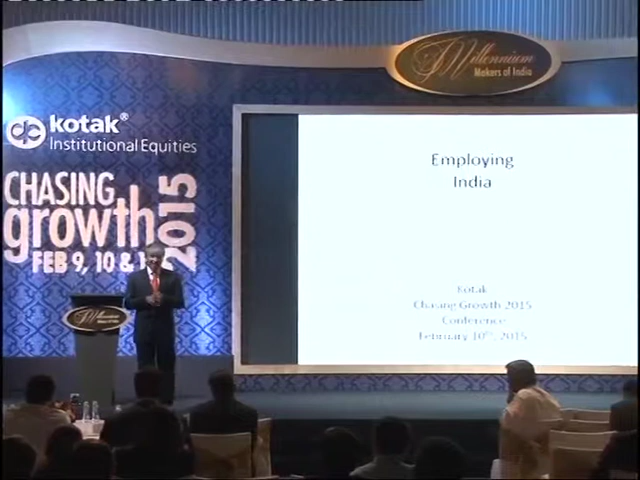 Millennium
Makers of India
kotak®
Institutional Equities
CHASING
growth
2015
FEB 9, 10 &
Employing
India
Kotak
Chasing Growth 2015
Conference
February 10th, 2015
Millennium